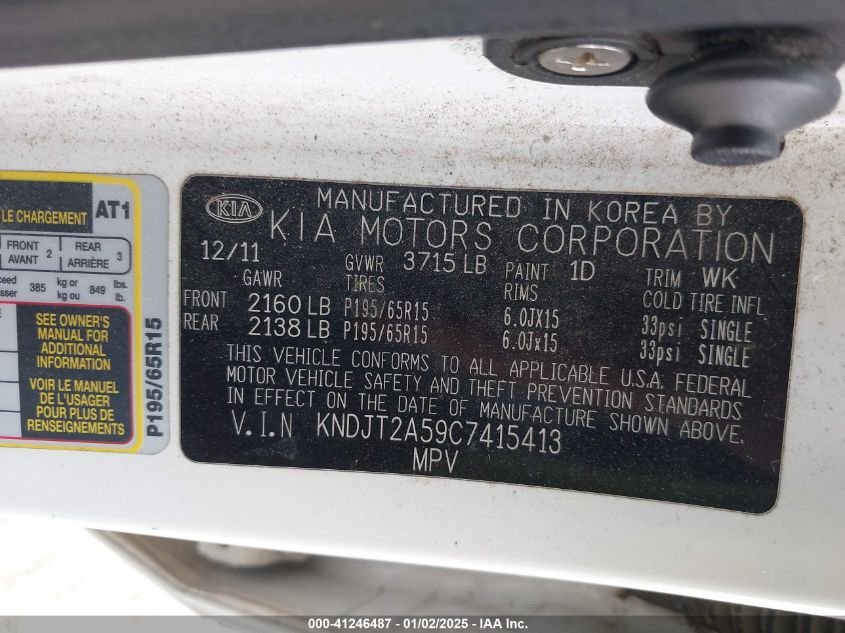 LE CHARGEMENT AT1
FRONT 2 REAR 3
AVANT ARRIÈRE
385 kg or 849 lbs.
kg ou lb.
SEE OWNER'S
MANUAL FOR
ADDITIONAL
INFORMATION
VOIR LE MANUEL
DE L'USAGER
POUR PLUS DE
RENSEIGNEMENTS
P195/65R15
KIA
MANUFACTURED IN KOREA BY
KIA MOTORS CORPORATION
12/11 GVWR 3715 LB PAINT 1D TRIM WK
GAWR TIRES RIMS COLD TIRE INFL
FRONT 2160 LB P195/65R15 6.0JX15 33psi SINGLE
REAR 2138 LB P195/65R15 6.0Jx15 33psi SINGLE
THIS VEHICLE CONFORMS TO ALL APPLICABLE U.S.A. FEDERAL
MOTOR VEHICLE SAFETY AND THEFT PREVENTION STANDARDS
IN EFFECT ON THE DATE OF MANUFACTURE SHOWN ABOVE.
V.I.N KNDJT2A59C7415413
MPV
000-41246487 - 01/02/2025 - IAA Inc.